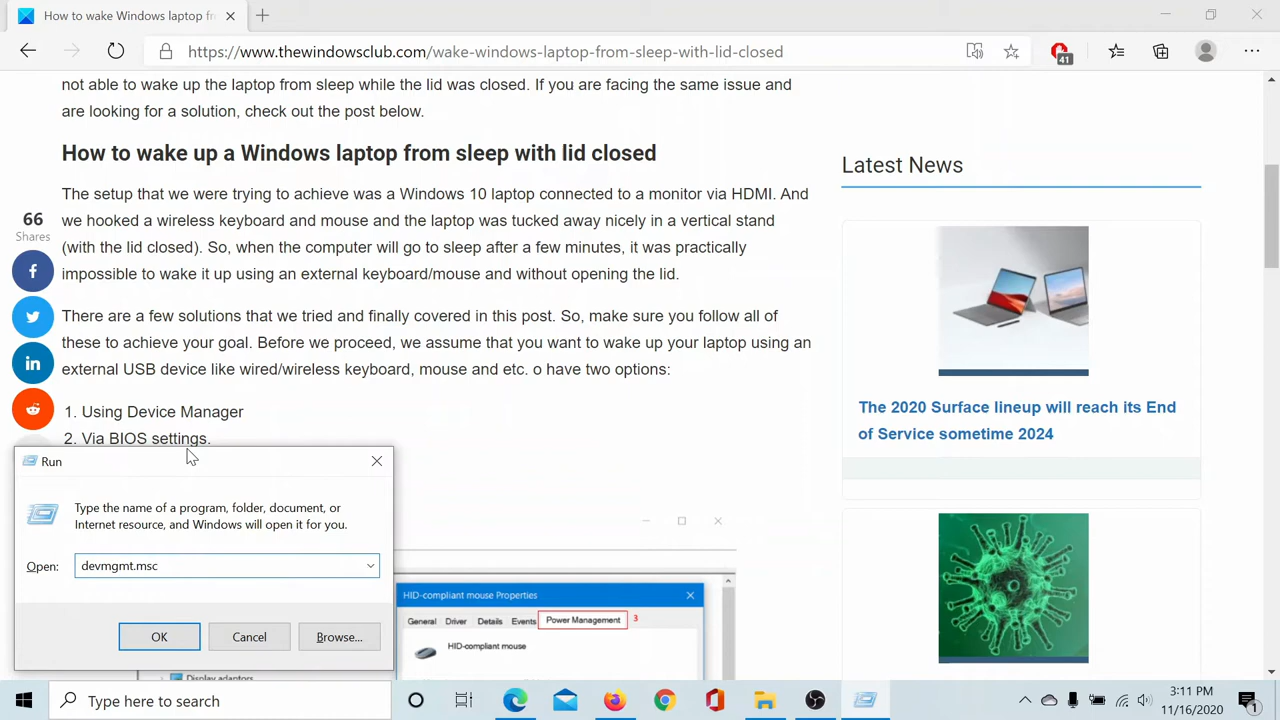 How to wake up a Windows laptop fr
https://www.thewindowsclub.com/wake-windows-laptop-from-sleep-with-lid-closed
41
not able to wake up the laptop from sleep while the lid was closed. If you are facing the same issue and
are looking for a solution, check out the post below.
How to wake up a Windows laptop from sleep with lid closed
The setup that we were trying to achieve was a Windows 10 laptop connected to a monitor via HDMI. And
we hooked a wireless keyboard and mouse and the laptop was tucked away nicely in a vertical stand
(with the lid closed). So, when the computer will go to sleep after a few minutes, it was practically
impossible to wake it up using an external keyboard/mouse and without opening the lid.
There are a few solutions that we tried and finally covered in this post. So, make sure you follow all of
these to achieve your goal. Before we proceed, we assume that you want to wake up your laptop using an
external USB device like wired/wireless keyboard, mouse and etc. o have two options:
1. Using Device Manager
2. Via BIOS settings.
66
Shares
Latest News
The 2020 Surface lineup will reach its End
of Service sometime 2024
Run
Type the name of a program, folder, document, or
Internet resource, and Windows will open it for you.
Open: devmgmt.msc
OK Cancel Browse...
HID-compliant mouse Properties
General Driver Details Events Power Management 3
HID-compliant mouse
Display adaptors
Type here to search
3:11 PM
11/16/2020
1